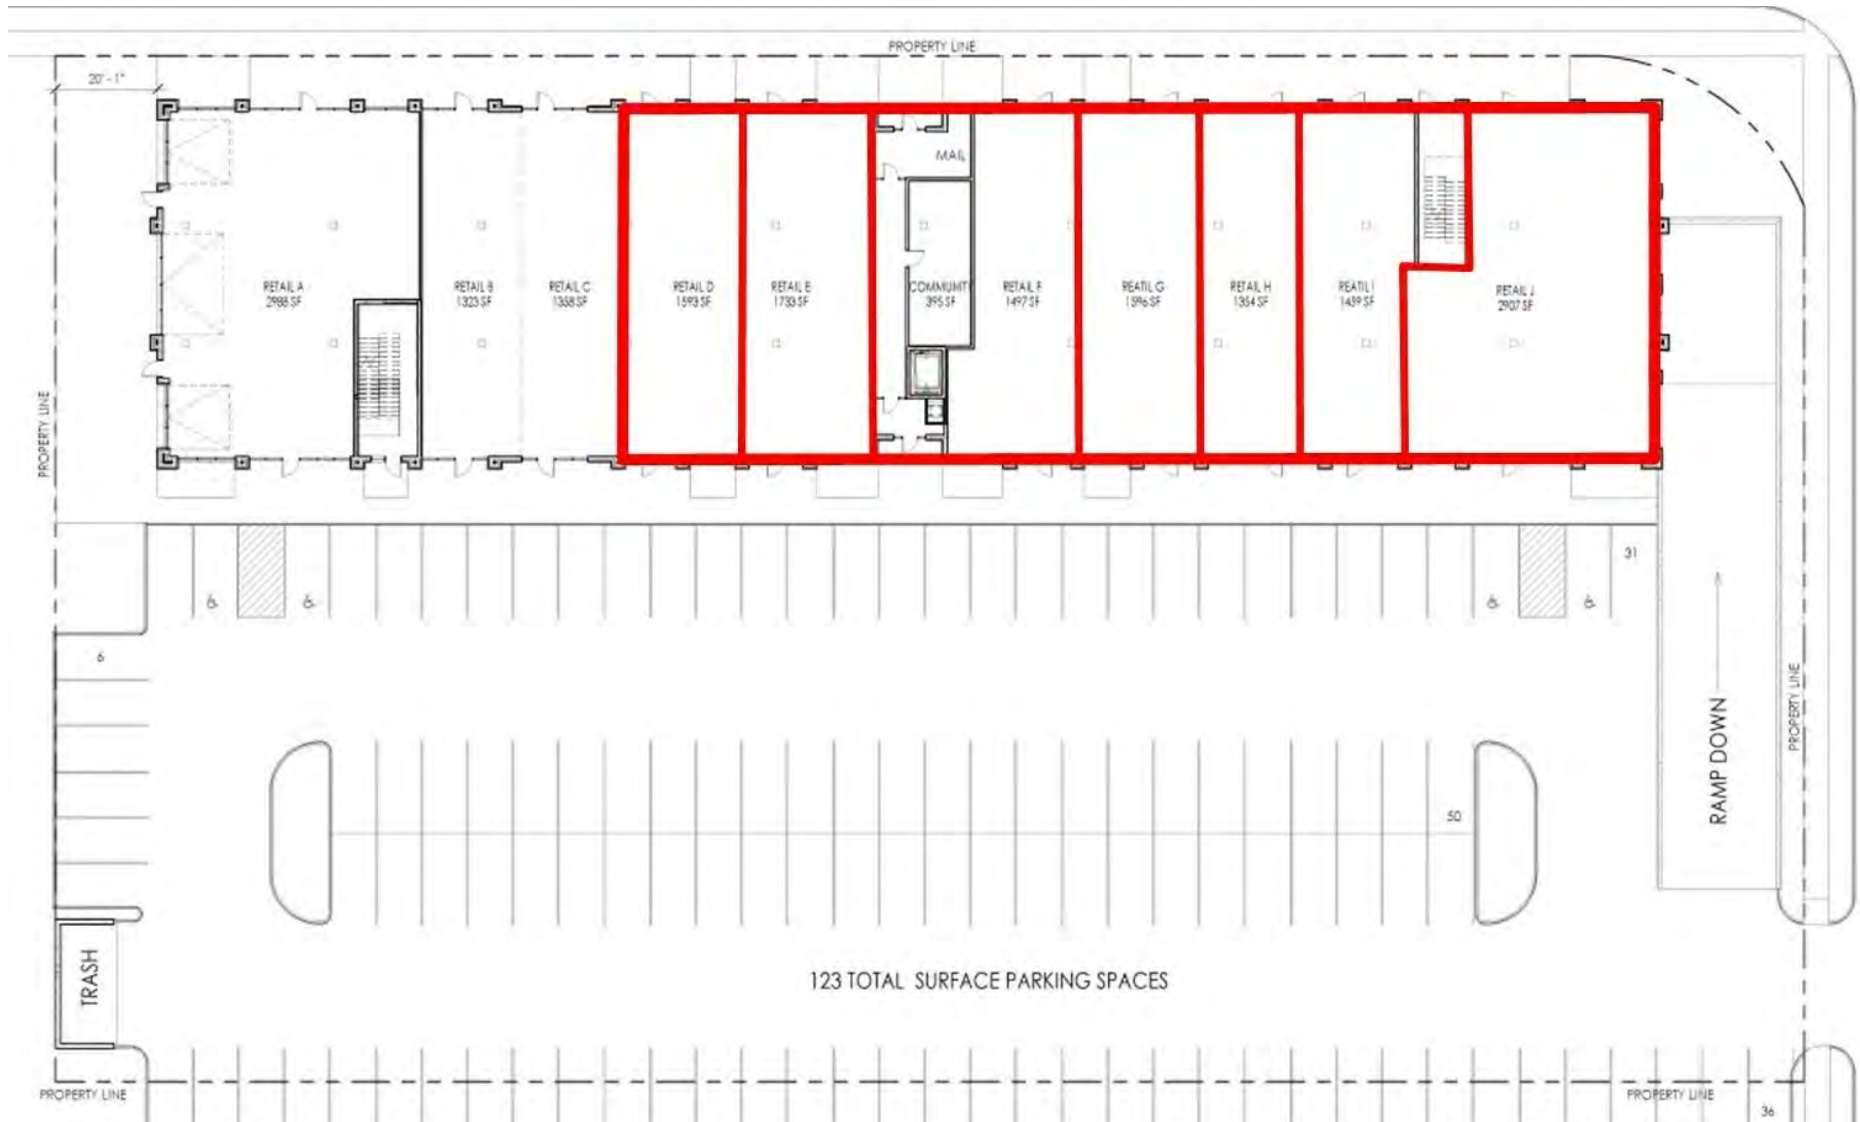 PROPERTY LINE
20'-1"
MAIL
RETAIL A
2988 SF
RETAIL B
1323 SF
RETAIL C
1358 SF
RETAIL D
1593 SF
RETAIL E
1733 SF
COMMUNITY
395 SF
RETAIL F
1497 SF
REATIL G
1596 SF
RETAIL H
1354 SF
REATIL I
1439 SF
RETAIL J
2907 SF
PROPERTY LINE
31
6
PROPERTY LINE
RAMP DOWN
50
TRASH
123 TOTAL SURFACE PARKING SPACES
PROPERTY LINE
PROPERTY LINE
36